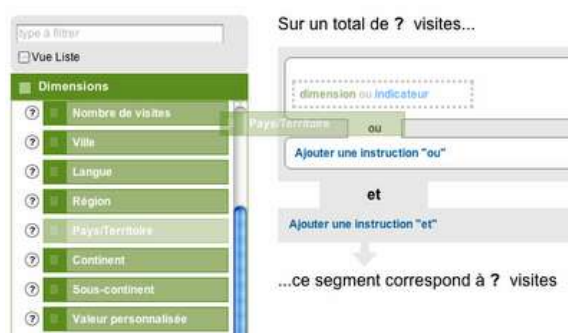 type à filtrer
Vue Liste
Dimensions
Nombre de visites
Ville
Langue
Région
Pays/Territoire
Continent
Sous-continent
Valeur personnalisée
Sur un total de ? visites...
dimension ou indicateur
Pays/Territoire
ou
Ajouter une instruction "ou"
et
Ajouter une instruction "et"
...ce segment correspond à ? visites